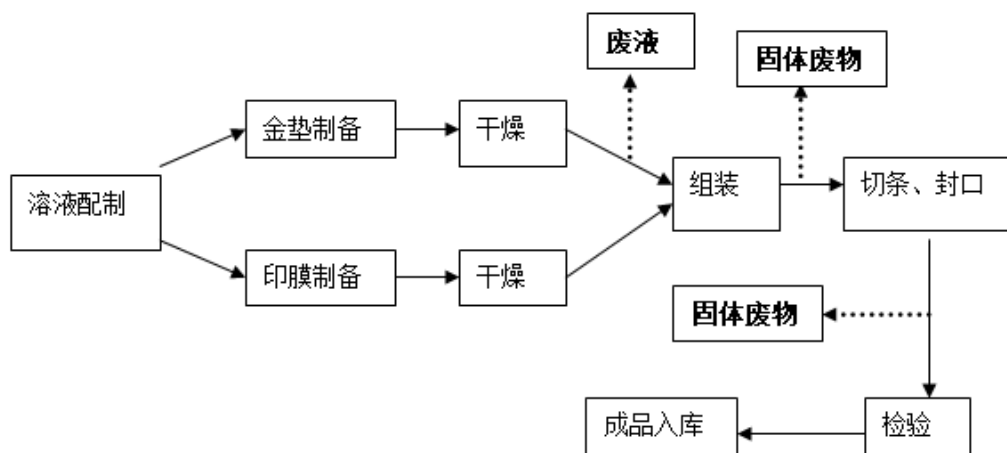 废液
固体废物
金垫制备
干燥
溶液配制
组装
切条、封口
印膜制备
干燥
固体废物
成品入库
检验